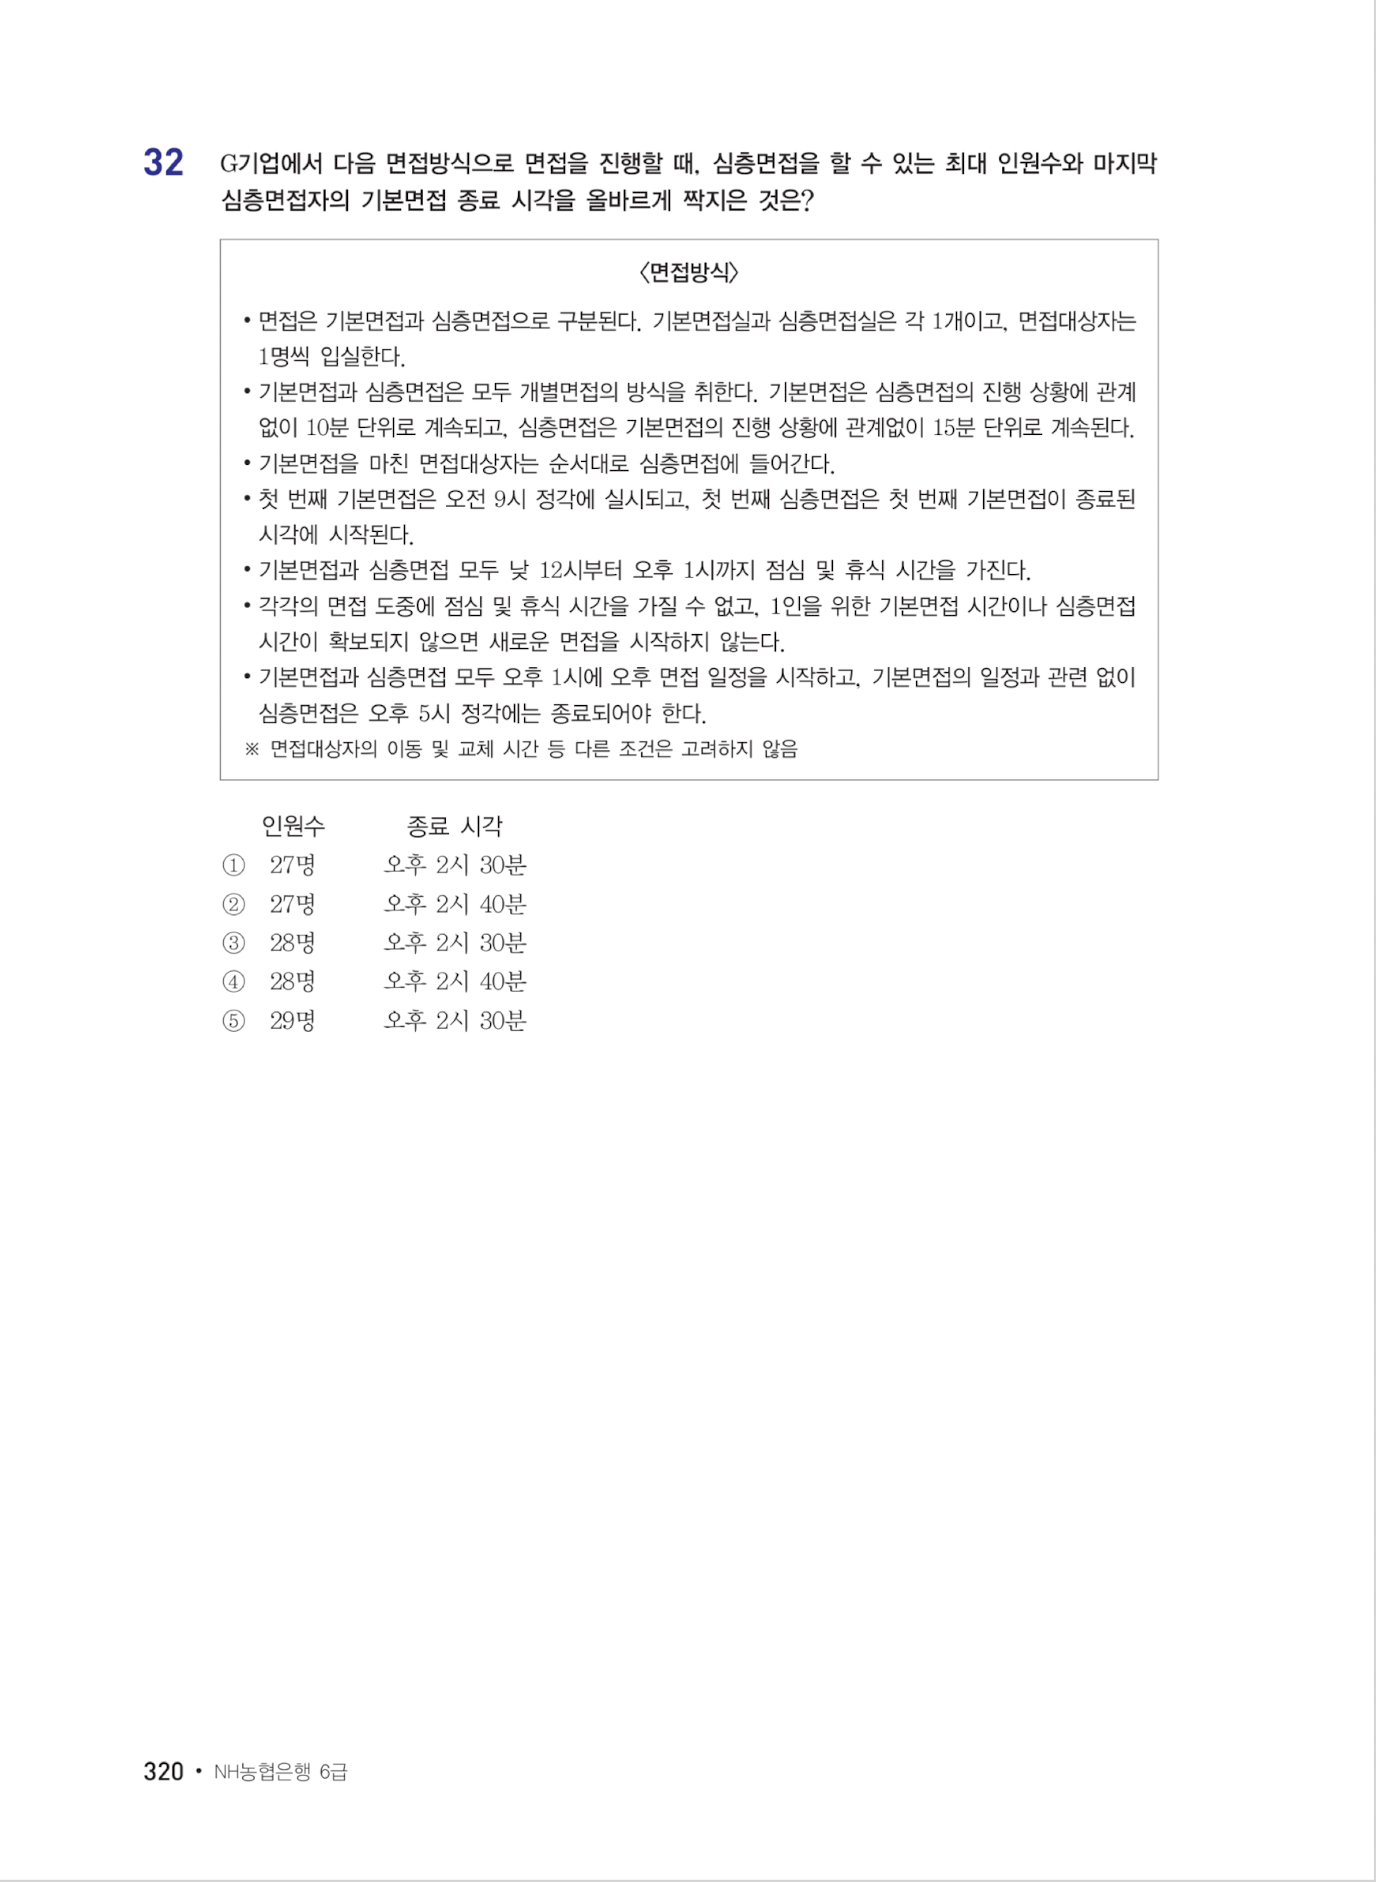 32 G기업에서 다음 면접방식으로 면접을 진행할 때, 심층면접을 할 수 있는 최대 인원수와 마지막
심층면접자의 기본면접 종료 시각을 올바르게 짝지은 것은?
〈면접방식〉
• 면접은 기본면접과 심층면접으로 구분된다. 기본면접실과 심층면접실은 각 1개이고, 면접대상자는
1명씩 입실한다.
• 기본면접과 심층면접은 모두 개별면접의 방식을 취한다. 기본면접은 심층면접의 진행 상황에 관계
없이 10분 단위로 계속되고, 심층면접은 기본면접의 진행 상황에 관계없이 15분 단위로 계속된다.
• 기본면접을 마친 면접대상자는 순서대로 심층면접에 들어간다.
• 첫 번째 기본면접은 오전 9시 정각에 실시되고, 첫 번째 심층면접은 첫 번째 기본면접이 종료된
시각에 시작된다.
• 기본면접과 심층면접 모두 낮 12시부터 오후 1시까지 점심 및 휴식 시간을 가진다.
• 각각의 면접 도중에 점심 및 휴식 시간을 가질 수 없고, 1인을 위한 기본면접 시간이나 심층면접
시간이 확보되지 않으면 새로운 면접을 시작하지 않는다.
• 기본면접과 심층면접 모두 오후 1시에 오후 면접 일정을 시작하고, 기본면접의 일정과 관련 없이
심층면접은 오후 5시 정각에는 종료되어야 한다.
※ 면접대상자의 이동 및 교체 시간 등 다른 조건은 고려하지 않음
인원수 종료 시각
① 27명 오후 2시 30분
② 27명 오후 2시 40분
③ 28명 오후 2시 30분
④ 28명 오후 2시 40분
⑤ 29명 오후 2시 30분
320 • NH농협은행 6급